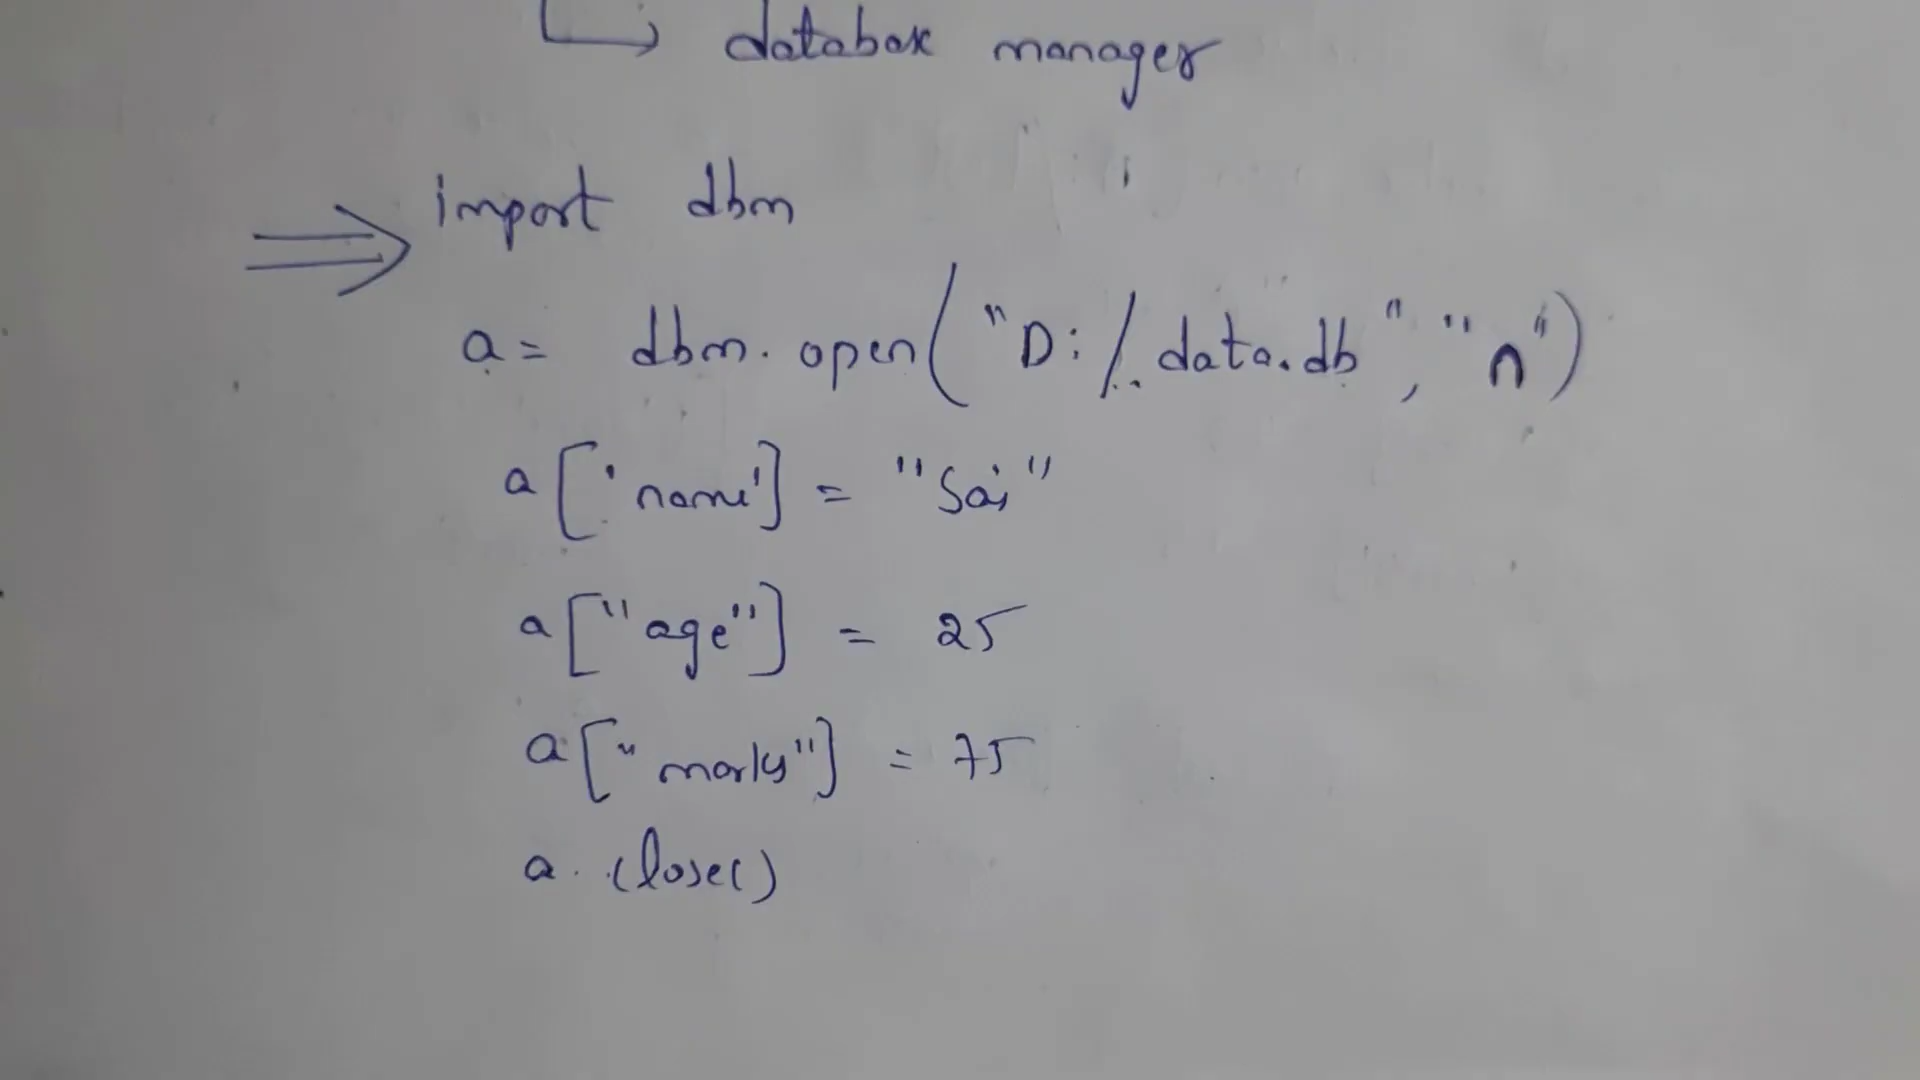 database manager
import dbm
a = dbm.open("D:/data.db", "n")
a['name'] = "Sai"
a["age"] = 25
a["marks"] = 75
a.close()